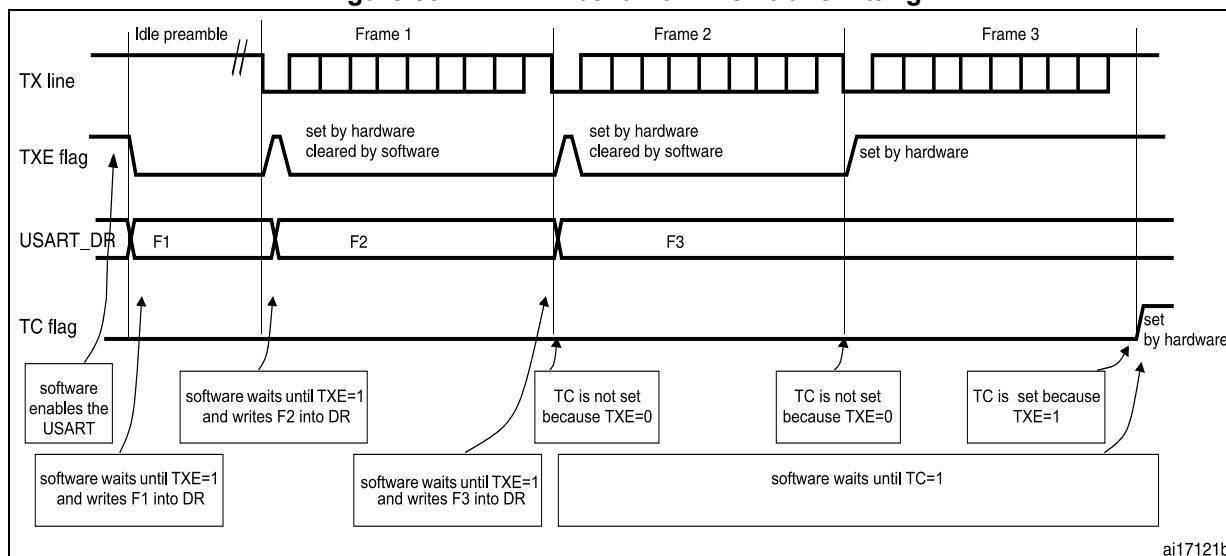 Idle preamble
Frame 1
Frame 2
Frame 3
TX line
TXE flag
set by hardware
cleared by software
set by hardware
cleared by software
set by hardware
USART_DR
F1
F2
F3
TC flag
set
by hardware
software
enables the
USART
software waits until TXE=1
and writes F2 into DR
TC is not set
because TXE=0
TC is not set
because TXE=0
TC is set because
TXE=1
software waits until TXE=1
and writes F1 into DR
software waits until TXE=1
and writes F3 into DR
software waits until TC=1
ai17121b